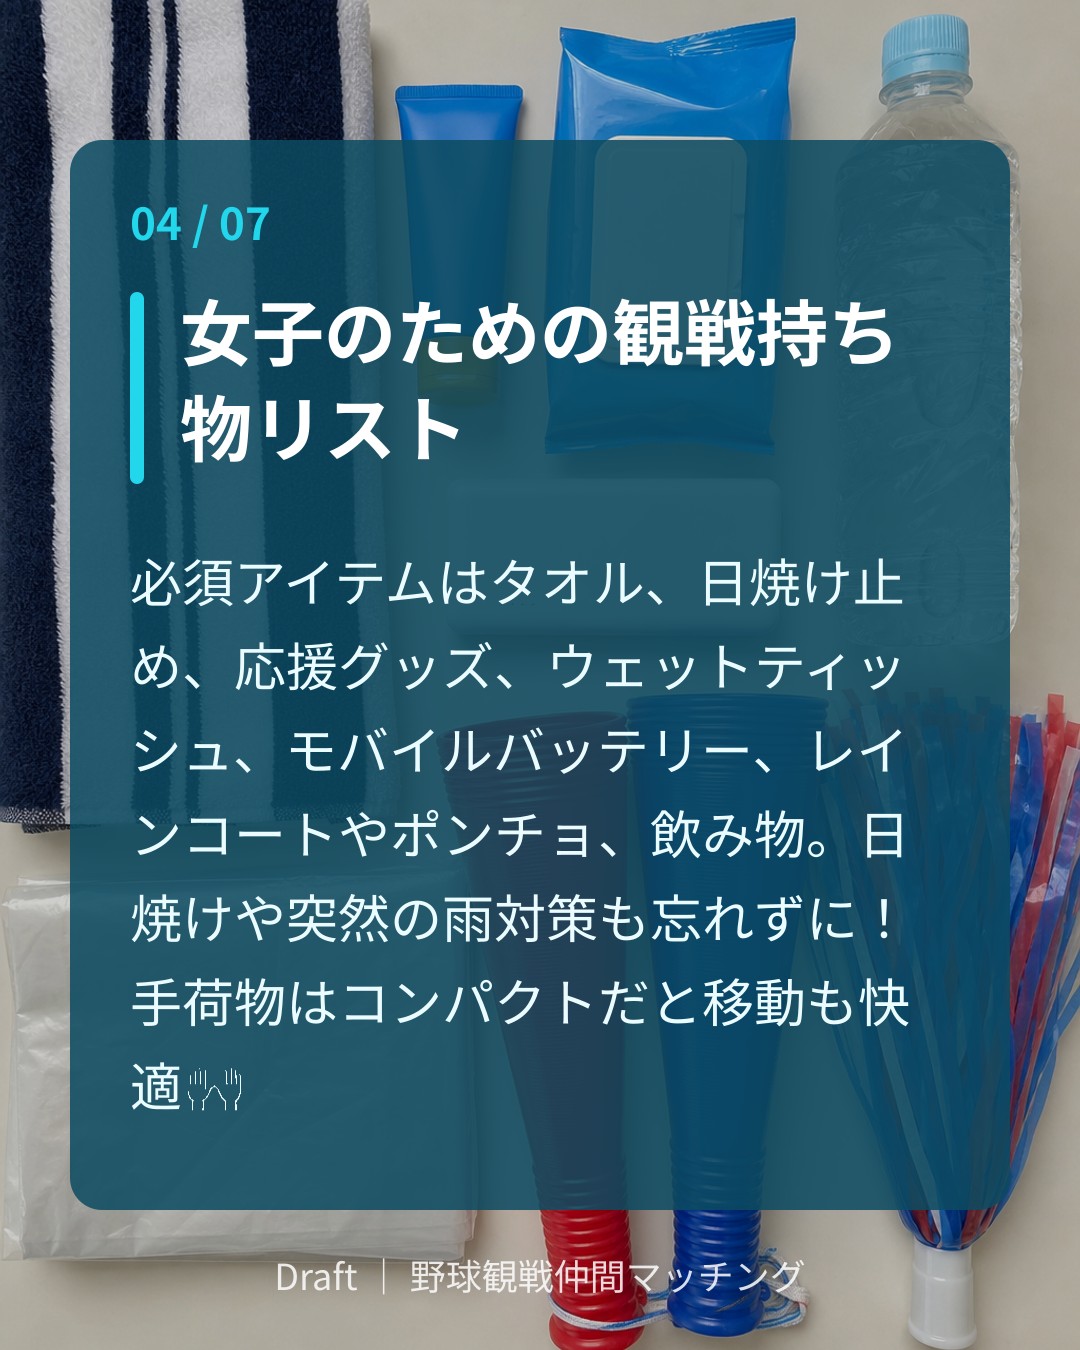 04 / 07
女子のための観戦持ち
物リスト
必須アイテムはタオル、日焼け止
め、応援グッズ、ウェットティッ
シュ、モバイルバッテリー、レイ
ンコートやポンチョ、飲み物。日
焼けや突然の雨対策も忘れずに！
手荷物はコンパクトだと移動も快
適🙌
Draft ｜ 野球観戦仲間マッチング